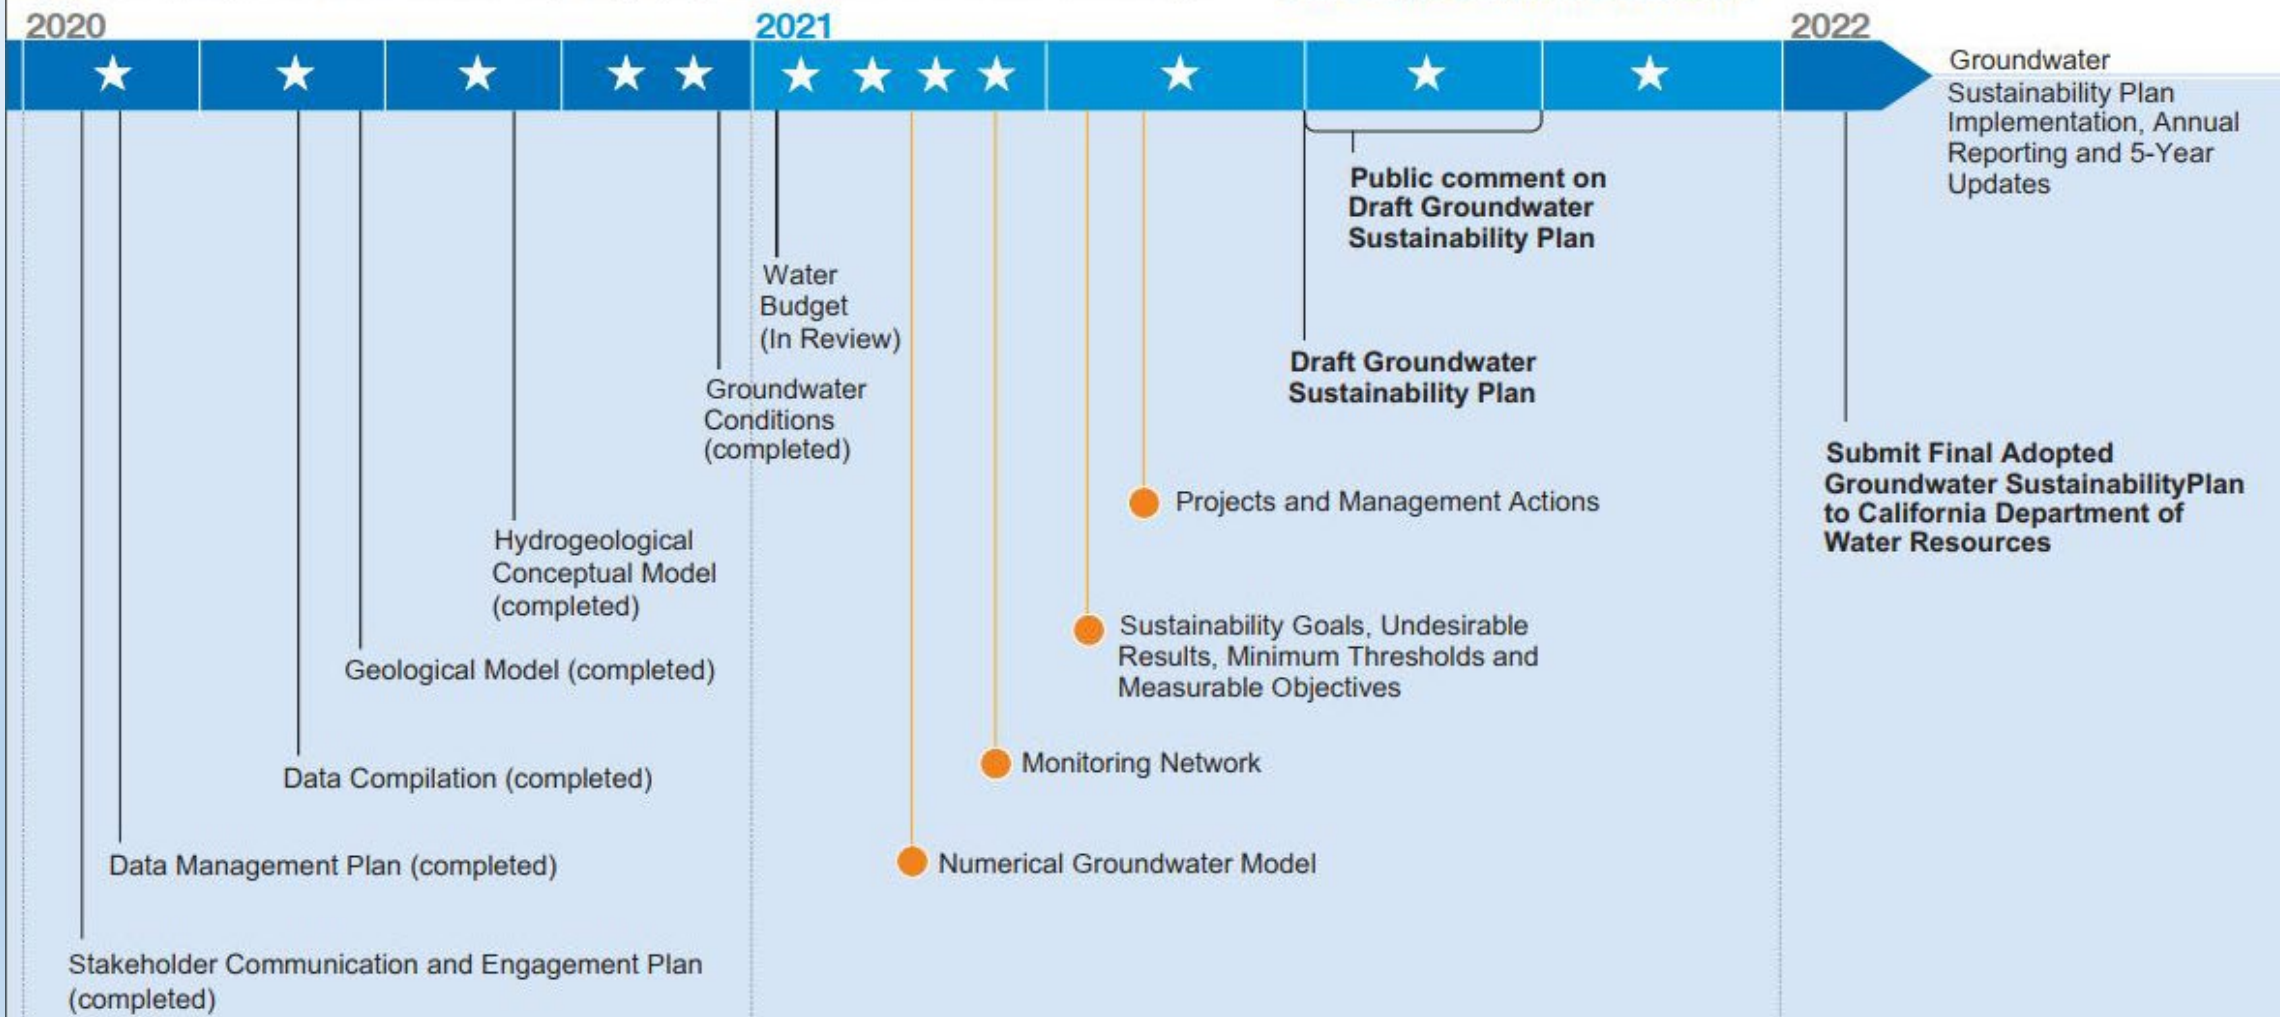 2020
2021
2022
Groundwater
Sustainability Plan
Implementation, Annual
Reporting and 5-Year
Updates
Public comment on
Draft Groundwater
Sustainability Plan
Water
Budget
(In Review)
Draft Groundwater
Sustainability Plan
Groundwater
Conditions
(completed)
Submit Final Adopted
Groundwater SustainabilityPlan
to California Department of
Water Resources
Projects and Management Actions
Hydrogeological
Conceptual Model
(completed)
Sustainability Goals, Undesirable
Results, Minimum Thresholds and
Measurable Objectives
Geological Model (completed)
Monitoring Network
Data Compilation (completed)
Numerical Groundwater Model
Data Management Plan (completed)
Stakeholder Communication and Engagement Plan
(completed)